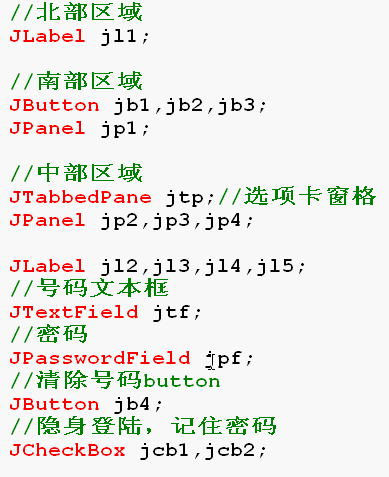 //北部区域
JLabel jl1;
//南部区域
JButton jb1,jb2,jb3;
JPanel jp1;
//中部区域
JTabbedPane jtp;//选项卡窗格
JPanel jp2,jp3,jp4;
JLabel jl2,jl3,jl4,jl5;
//号码文本框
JTextField jtf;
//密码
JPasswordField jpf;
//清除号码button
JButton jb4;
//隐身登陆，记住密码
JCheckBox jcb1,jcb2;